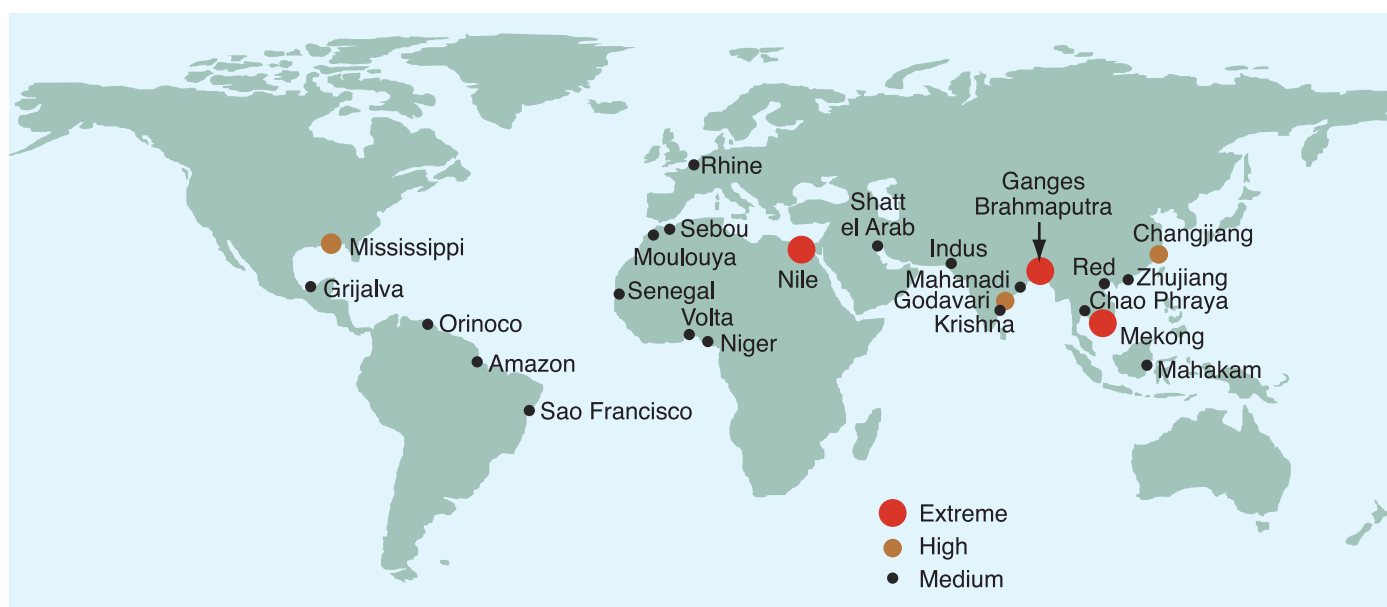 Rhine
Ganges
Brahmaputra
Shatt
el Arab
Sebou
Moulouya
Mississippi
Changjiang
Indus
Nile
Mahanadi
Red
Zhujiang
Grijalva
Senegal
Godavari
Chao Phraya
Volta
Krishna
Orinoco
Niger
Mekong
Amazon
Mahakam
Sao Francisco
Extreme
High
Medium